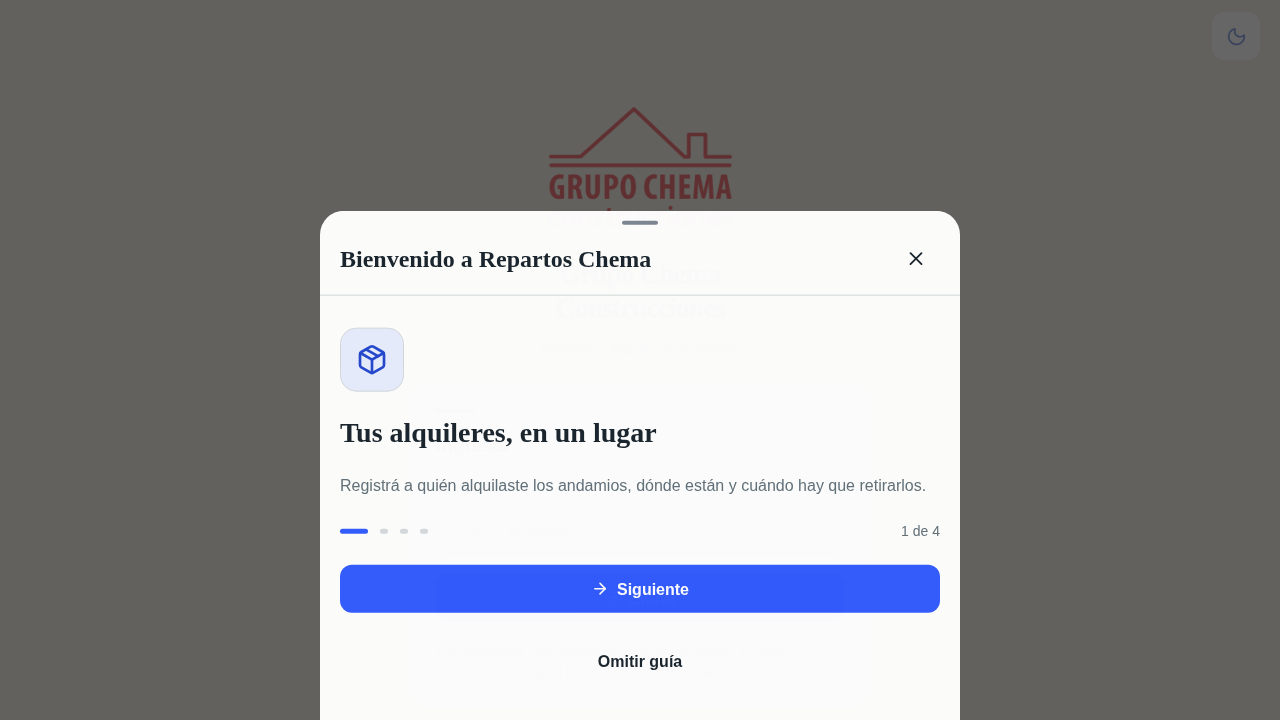 GRUPO CHEMA
Bienvenido a Repartos Chema
Tus alquileres, en un lugar
Registrá a quién alquilaste los andamios, dónde están y cuándo hay que retirarlos.
1 de 4
Siguiente
Omitir guía